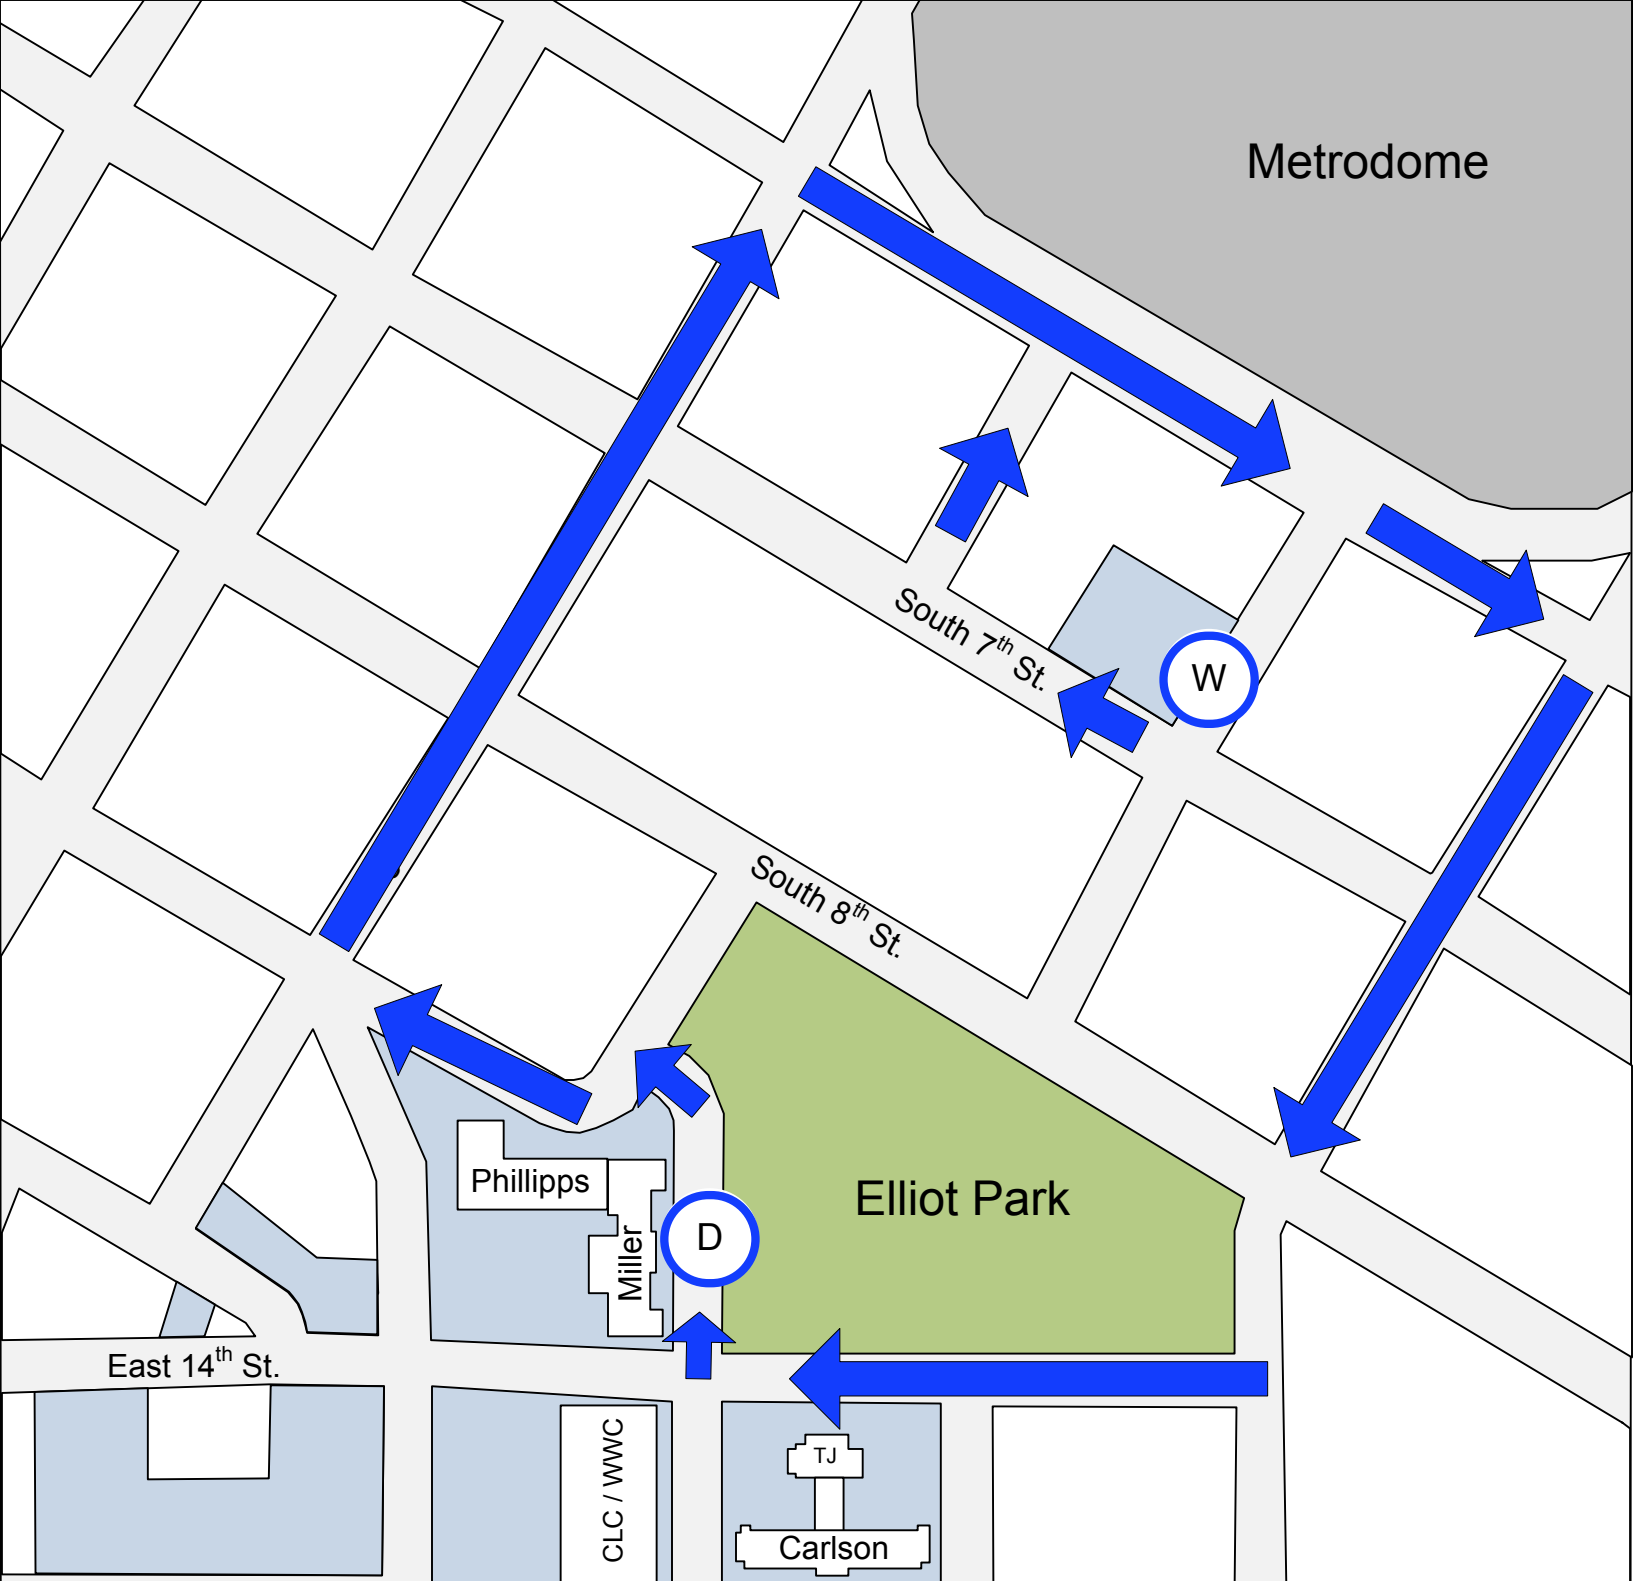 Metrodome
South 7th St.
W
South 8th St.
Phillipps
Miller
D
Elliot Park
East 14th St.
CLC / WWC
TJ
Carlson